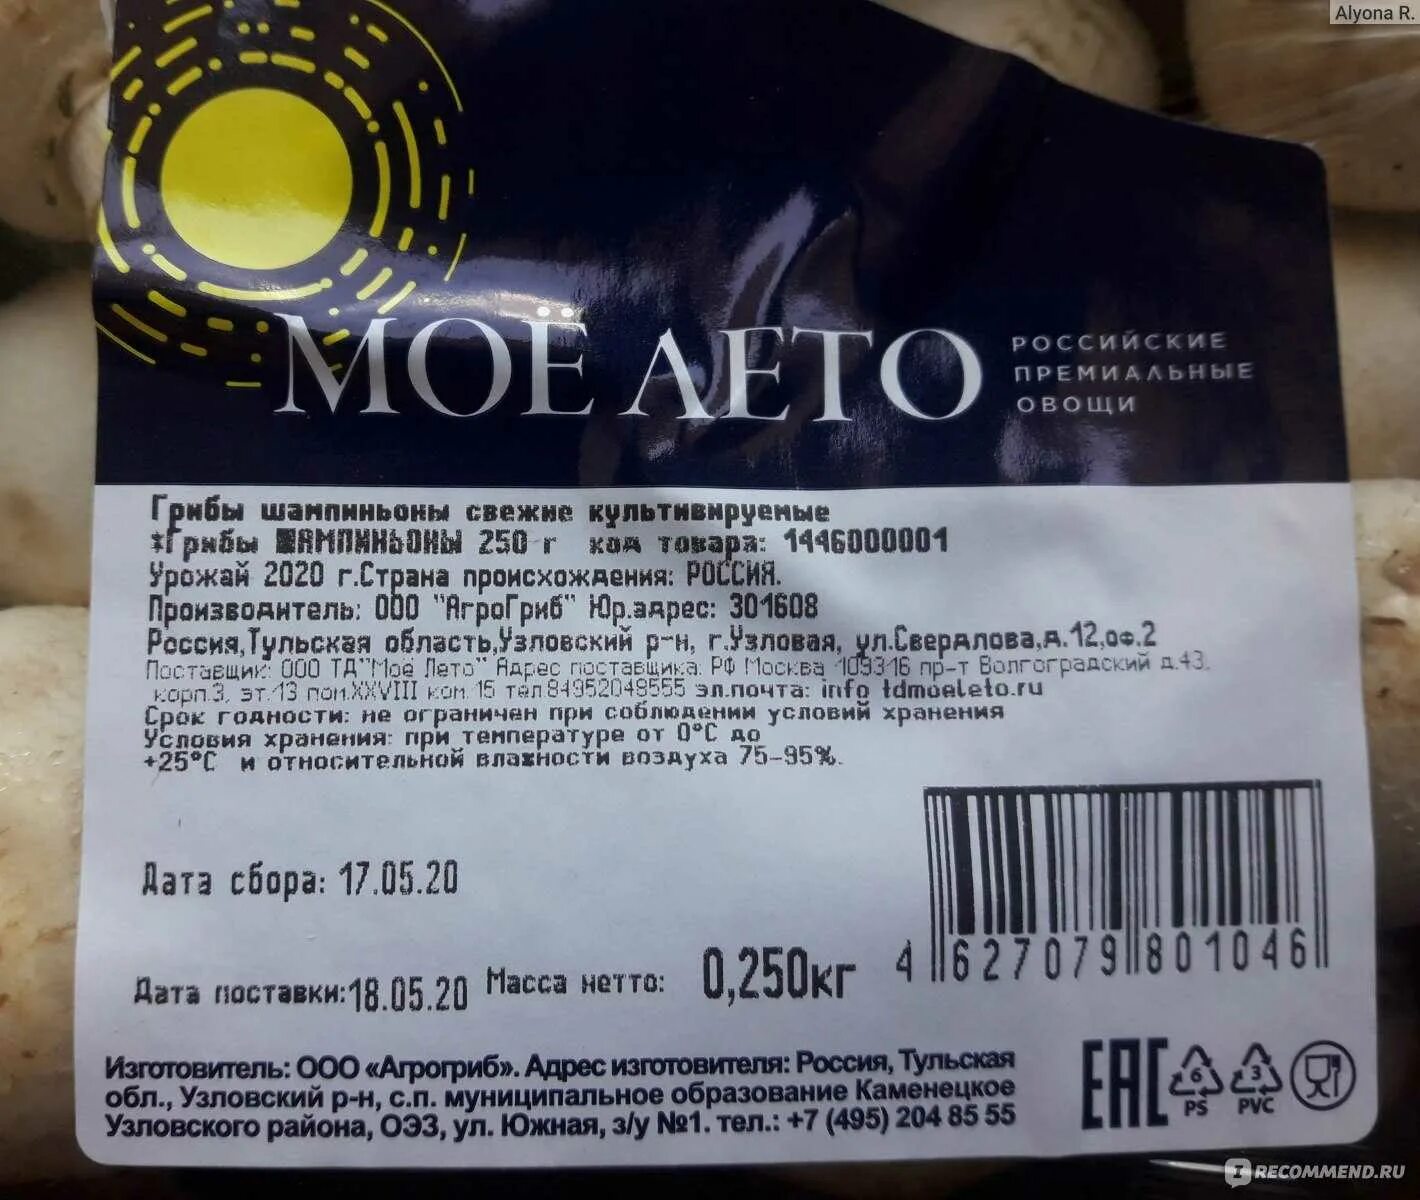 Alyona R.
МОЁ ЛЕТО
РОССИЙСКИЕ
ПРЕМИАЛЬНЫЕ
ОВОЩИ
Грибы шампиньоны свежие культивируемые
*Грибы ШАМПИНЬОНЫ 250 г код товара: 1446000001
Урожай 2020 г.Страна происхождения: РОССИЯ.
Производитель: ООО "АгроГриб" Юр.адрес: 301608
Россия,Тульская область,Узловский р-н, г.Узловая, ул.Свердлова,д.12,оф.2
Поставщик: ООО ТД"Моё Лето" Адрес поставщика: РФ Москва 109316 пр-т Волгоградский д.43,
корп.3, эт.13 пом.XXVIII ком. 15 тел84952048555 эл.почта: info tdmoeleto.ru
Срок годности: не ограничен при соблюдении условий хранения
Условия хранения: при температуре от 0°С до
+25°С и относительной влажности воздуха 75-95%.
Дата сбора: 17.05.20
Дата поставки:18.05.20 Масса нетто: 0,250кг
4 627079 801046
Изготовитель: ООО «Агрогриб». Адрес изготовителя: Россия, Тульская
обл., Узловский р-н, с.п. муниципальное образование Каменецкое
Узловского района, ОЭЗ, ул. Южная, з/у №1. тел.: +7 (495) 204 85 55
ЕАС
6
PS
3
PVC
RECOMMEND.RU